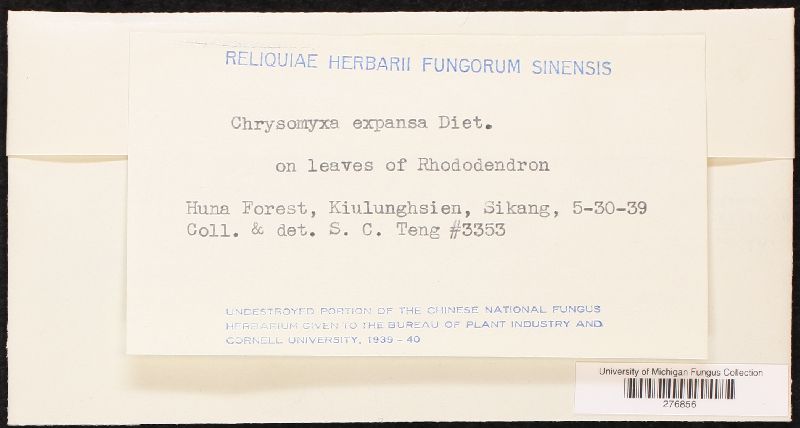 RELIQUIAE HERBARII FUNGORUM SINENSIS
Chrysomyxa expansa Diet.
on leaves of Rhododendron
Huna Forest, Kiulunghsien, Sikang, 5-30-39
Coll. & det. S. C. Teng #3353
UNDESTROYED PORTION OF THE CHINESE NATIONAL FUNGUS
HERBARIUM GIVEN TO THE BUREAU OF PLANT INDUSTRY AND
CORNELL UNIVERSITY, 1939 - 40
University of Michigan Fungus Collection
276856